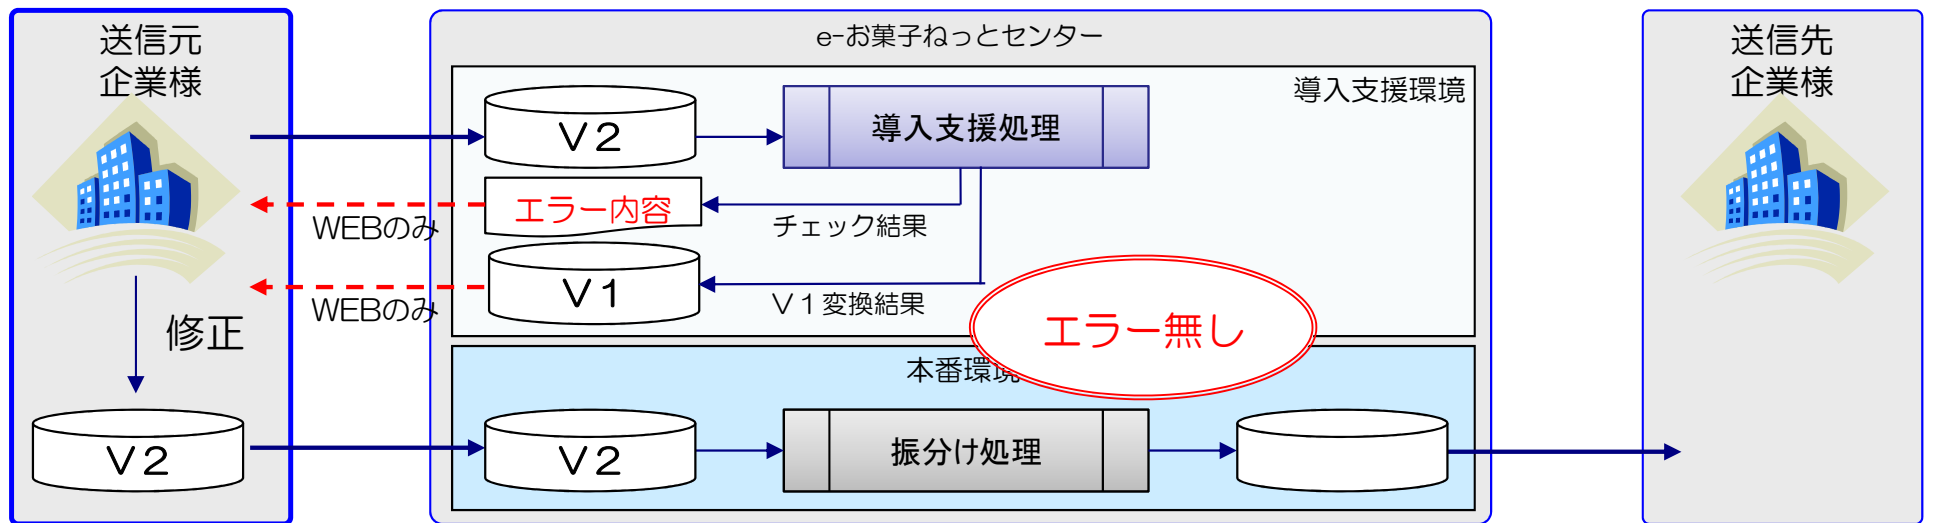 送信元
企業様
e-お菓子ねっとセンター
送信先
企業様
導入支援環境
V2
導入支援処理
エラー内容
WEBのみ
チェック結果
V1
WEBのみ
V1変換結果
エラー無し
修正
本番環境
V2
V2
振分け処理